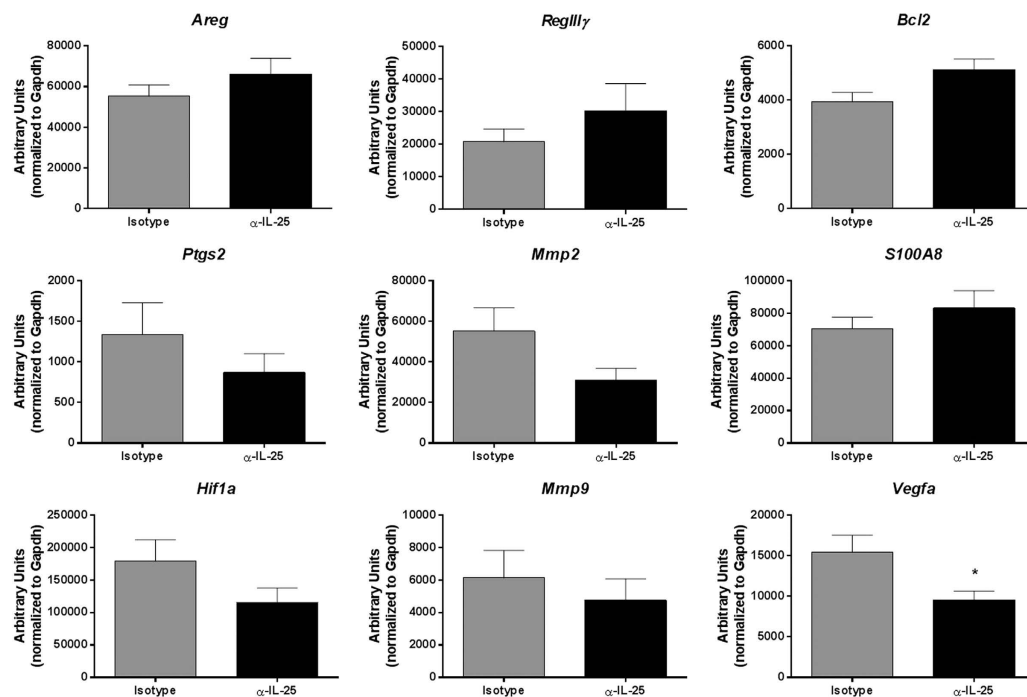 Areg
Arbitrary Units
(normalized to Gapdh)
80000
60000
40000
20000
0
Isotype
α-IL-25
RegIIIγ
Arbitrary Units
(normalized to Gapdh)
50000
40000
30000
20000
10000
0
Isotype
α-IL-25
Bcl2
Arbitrary Units
(normalized to Gapdh)
6000
4000
2000
0
Isotype
α-IL-25
Ptgs2
Arbitrary Units
(normalized to Gapdh)
2000
1500
1000
500
0
Isotype
α-IL-25
Mmp2
Arbitrary Units
(normalized to Gapdh)
80000
60000
40000
20000
0
Isotype
α-IL-25
S100A8
Arbitrary Units
(normalized to Gapdh)
100000
80000
60000
40000
20000
0
Isotype
α-IL-25
Hif1a
Arbitrary Units
(normalized to Gapdh)
250000
200000
150000
100000
50000
0
Isotype
α-IL-25
Mmp9
Arbitrary Units
(normalized to Gapdh)
10000
8000
6000
4000
2000
0
Isotype
α-IL-25
Vegfa
Arbitrary Units
(normalized to Gapdh)
20000
15000
10000
5000
0
*
Isotype
α-IL-25